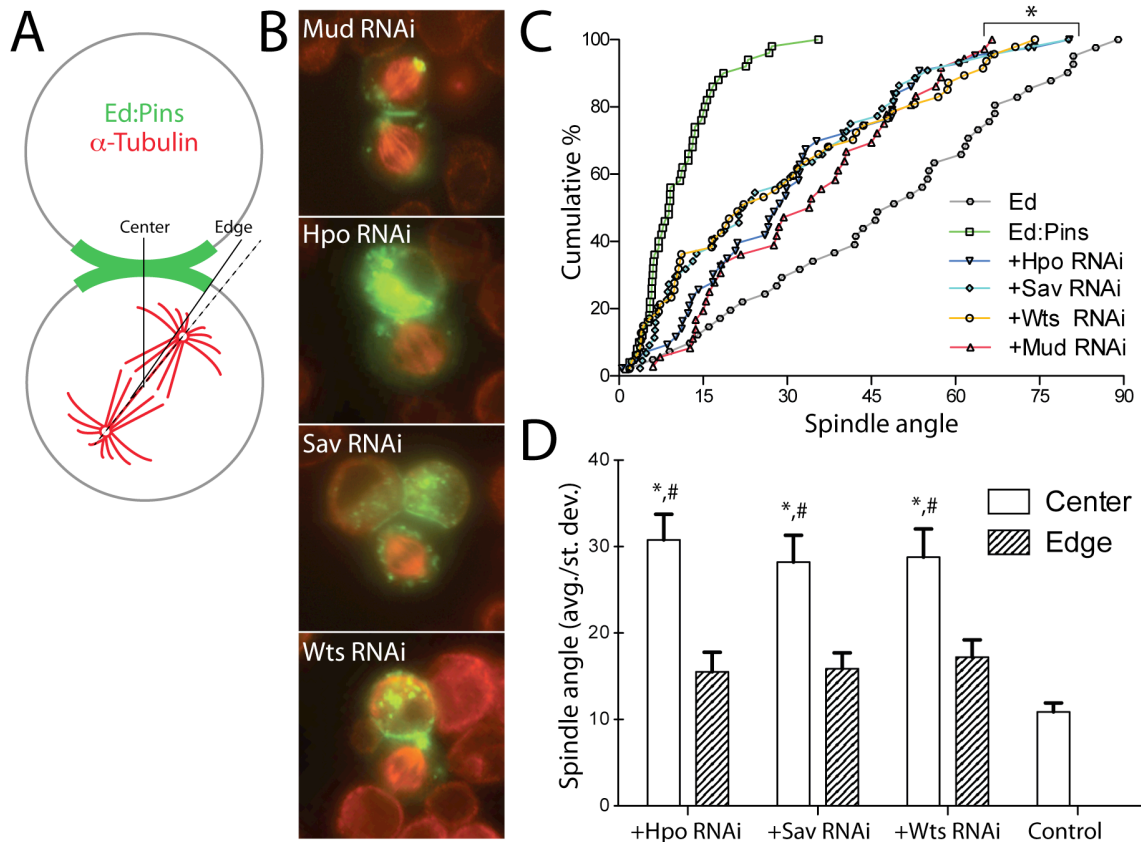 A
Ed:Pins
α-Tubulin
Center
Edge
B
Mud RNAi
Hpo RNAi
Sav RNAi
Wts RNAi
C
*
Cumulative %
100
80
60
40
20
0
0 15 30 45 60 75 90
Spindle angle
Ed
Ed:Pins
+Hpo RNAi
+Sav RNAi
+Wts RNAi
+Mud RNAi
D
Spindle angle (avg./st. dev.)
40
30
20
10
0
*,#
*,#
*,#
Center
Edge
+Hpo RNAi +Sav RNAi +Wts RNAi Control